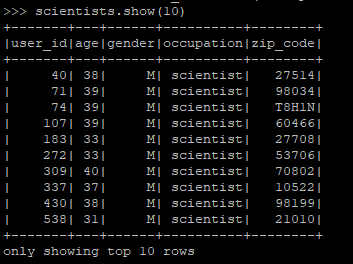 >>> scientists.show(10)
+-------+---+------+----------+--------+
|user_id|age|gender|occupation|zip_code|
+-------+---+------+----------+--------+
|     40| 38|     M| scientist|   27514|
|     71| 39|     M| scientist|   98034|
|     74| 39|     M| scientist|   T8H1N|
|    107| 39|     M| scientist|   60466|
|    183| 33|     M| scientist|   27708|
|    272| 33|     M| scientist|   53706|
|    309| 40|     M| scientist|   70802|
|    337| 37|     M| scientist|   10522|
|    430| 38|     M| scientist|   98199|
|    538| 31|     M| scientist|   21010|
+-------+---+------+----------+--------+
only showing top 10 rows